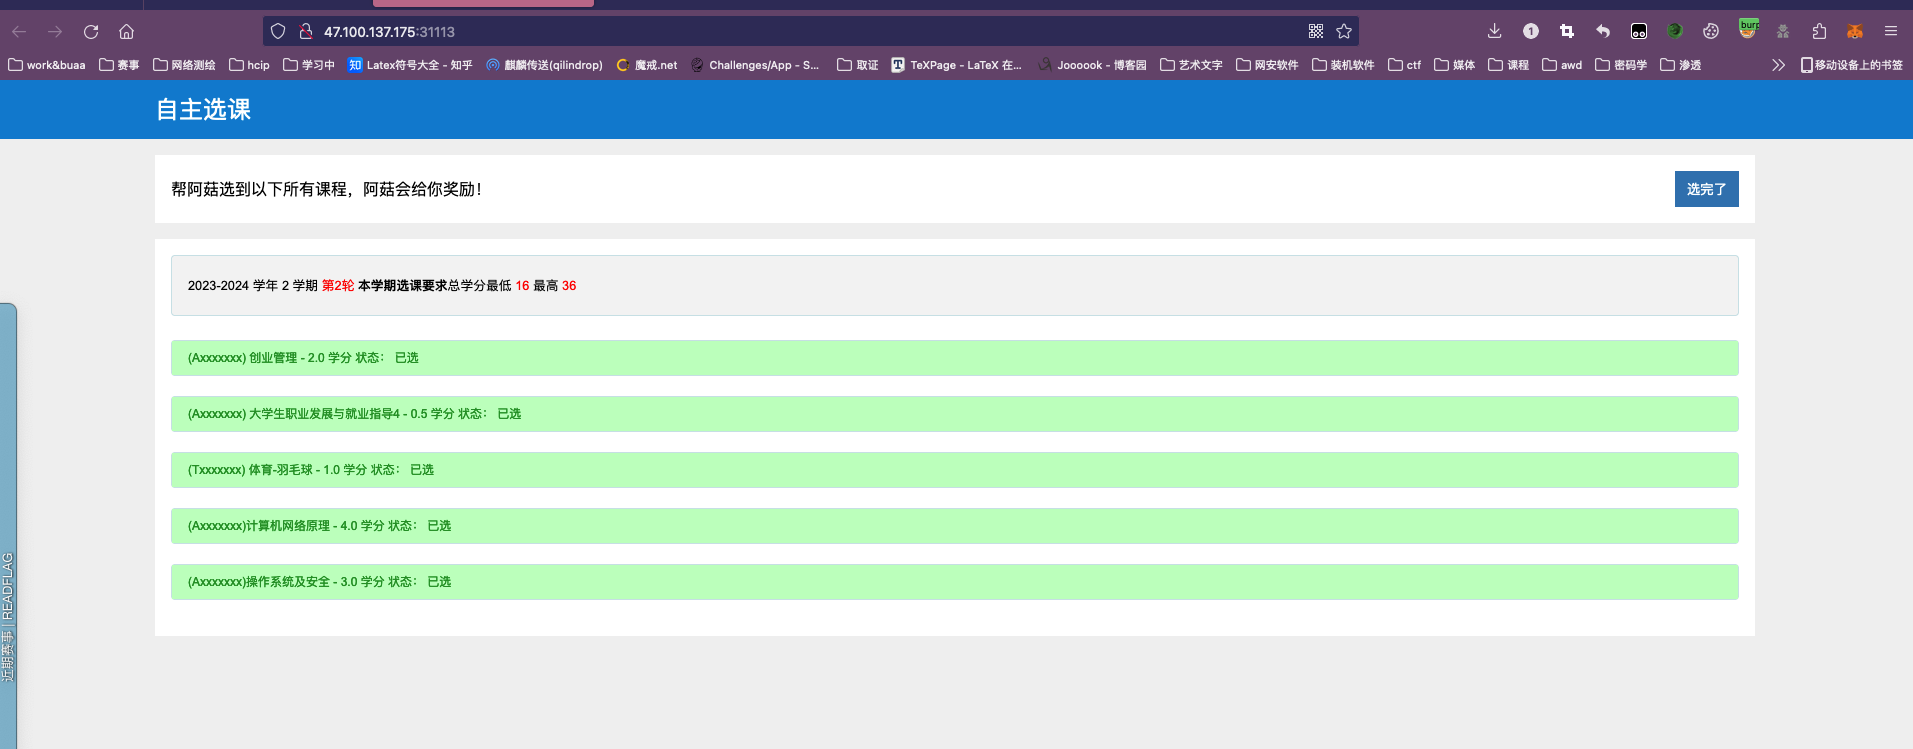 47.100.137.175:31113
work&buaa 赛事 网络测绘 hcip 学习中 Latex符号大全 - 知乎 麒麟传送(qilindrop) 魔戒.net Challenges/App - S... 取证 TeXPage - LaTeX 在... Joooook - 博客园 艺术文字 网安软件 装机软件 ctf 媒体 课程 awd 密码学 渗透 移动设备上的书签
自主选课
帮阿菇选到以下所有课程，阿菇会给你奖励！
选完了
2023-2024 学年 2 学期 第2轮 本学期选课要求总学分最低 16 最高 36
(Axxxxxxx) 创业管理 - 2.0 学分 状态： 已选
(Axxxxxxx) 大学生职业发展与就业指导4 - 0.5 学分 状态： 已选
(Txxxxxxx) 体育-羽毛球 - 1.0 学分 状态： 已选
(Axxxxxxx)计算机网络原理 - 4.0 学分 状态： 已选
(Axxxxxxx)操作系统及安全 - 3.0 学分 状态： 已选
近期赛事 | READFLAG